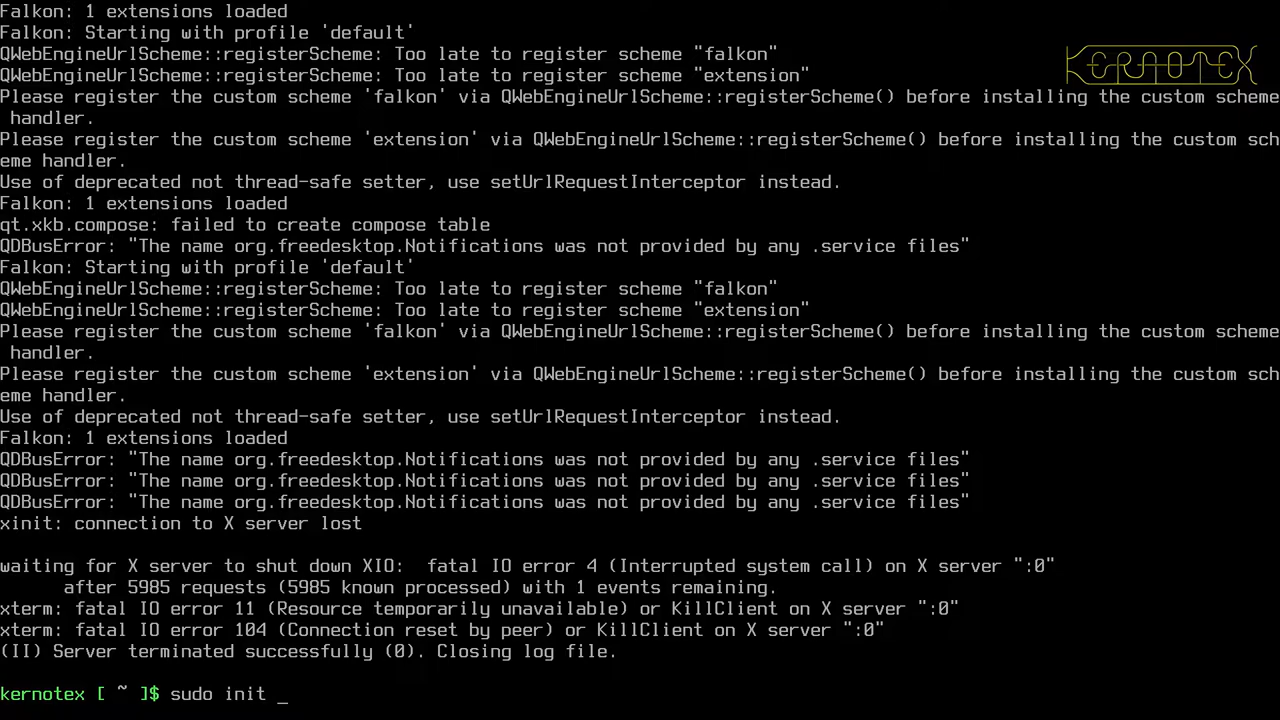 Falkon: 1 extensions loaded
KERNOTEX
Falkon: Starting with profile 'default'
QWebEngineUrlScheme::registerScheme: Too late to register scheme "falkon"
QWebEngineUrlScheme::registerScheme: Too late to register scheme "extension"
Please register the custom scheme 'falkon' via QWebEngineUrlScheme::registerScheme() before installing the custom scheme
 handler.
Please register the custom scheme 'extension' via QWebEngineUrlScheme::registerScheme() before installing the custom sch
eme handler.
Use of deprecated not thread-safe setter, use setUrlRequestInterceptor instead.
Falkon: 1 extensions loaded
qt.xkb.compose: failed to create compose table
QDBusError: "The name org.freedesktop.Notifications was not provided by any .service files"
Falkon: Starting with profile 'default'
QWebEngineUrlScheme::registerScheme: Too late to register scheme "falkon"
QWebEngineUrlScheme::registerScheme: Too late to register scheme "extension"
Please register the custom scheme 'falkon' via QWebEngineUrlScheme::registerScheme() before installing the custom scheme
 handler.
Please register the custom scheme 'extension' via QWebEngineUrlScheme::registerScheme() before installing the custom sch
eme handler.
Use of deprecated not thread-safe setter, use setUrlRequestInterceptor instead.
Falkon: 1 extensions loaded
QDBusError: "The name org.freedesktop.Notifications was not provided by any .service files"
QDBusError: "The name org.freedesktop.Notifications was not provided by any .service files"
QDBusError: "The name org.freedesktop.Notifications was not provided by any .service files"
xinit: connection to X server lost
waiting for X server to shut down XIO:  fatal IO error 4 (Interrupted system call) on X server ":0"
      after 5985 requests (5985 known processed) with 1 events remaining.
xterm: fatal IO error 11 (Resource temporarily unavailable) or KillClient on X server ":0"
xterm: fatal IO error 104 (Connection reset by peer) or KillClient on X server ":0"
(II) Server terminated successfully (0). Closing log file.
kernotex [ ~ ]$ sudo init _